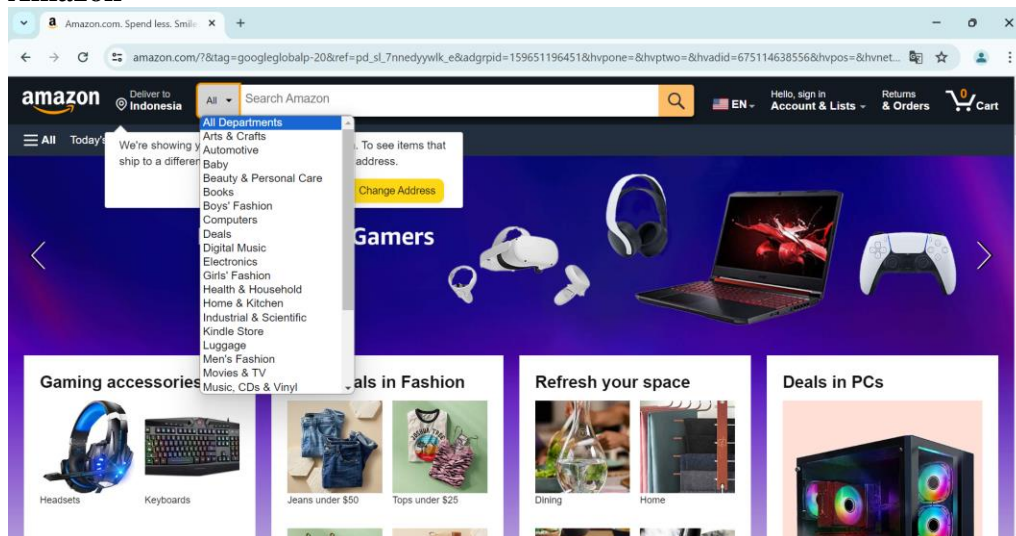 Amazon.com. Spend less. Smile
amazon.com/?&tag=googleglobalp-20&ref=pd_sl_7nnedyywlk_e&adgrpid=159651196451&hvpone=&hvptwo=&hvadid=675114638556&hvpos=&hvnet...
amazon
Deliver to
Indonesia
All
Search Amazon
EN
Hello, sign in
Account & Lists
Returns
& Orders
0
Cart
All
Today's
We're showing y
. To see items that
ship to a differen
address.
Change Address
All Departments
Arts & Crafts
Automotive
Baby
Beauty & Personal Care
Books
Boys' Fashion
Computers
Deals
Digital Music
Electronics
Girls' Fashion
Health & Household
Home & Kitchen
Industrial & Scientific
Kindle Store
Luggage
Men's Fashion
Movies & TV
Music, CDs & Vinyl
Gamers
Gaming accessories
als in Fashion
Refresh your space
Deals in PCs
Headsets
Keyboards
Jeans under $50
Tops under $25
Dining
Home